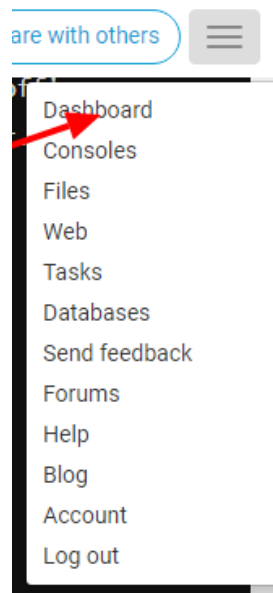 are with others
Dashboard
Consoles
Files
Web
Tasks
Databases
Send feedback
Forums
Help
Blog
Account
Log out